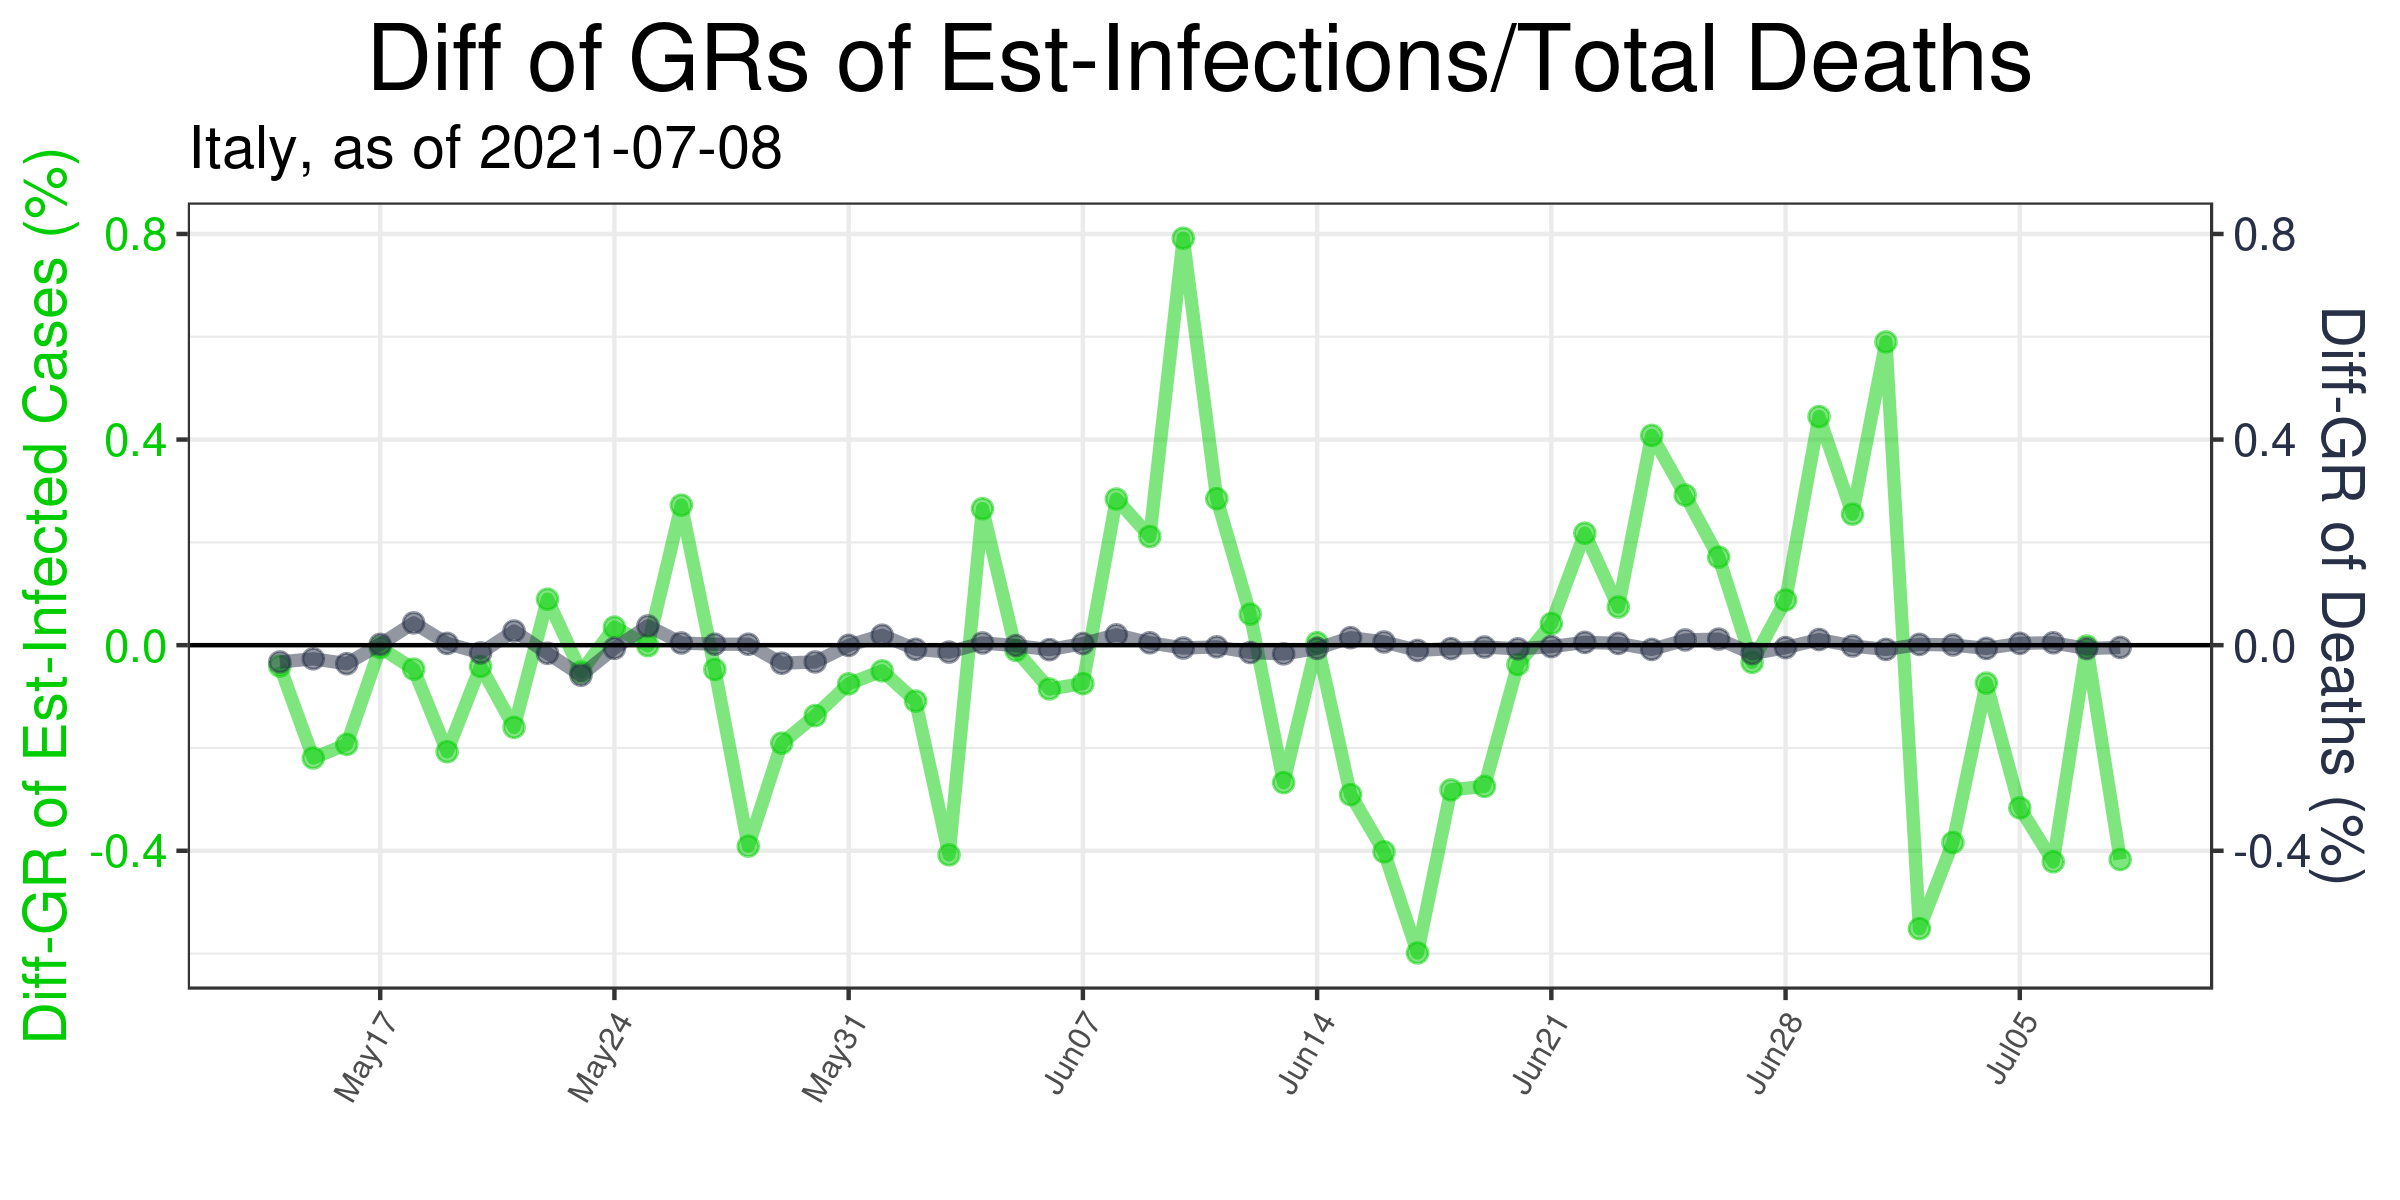 Diff of GRs of Est-Infections/Total Deaths
Italy, as of 2021-07-08
Diff-GR of Est-Infected Cases (%)
0.8
0.4
0.0
-0.4
0.8
0.4
0.0
-0.4
Diff-GR of Deaths (%)
May17
May24
May31
Jun07
Jun14
Jun21
Jun28
Jul05